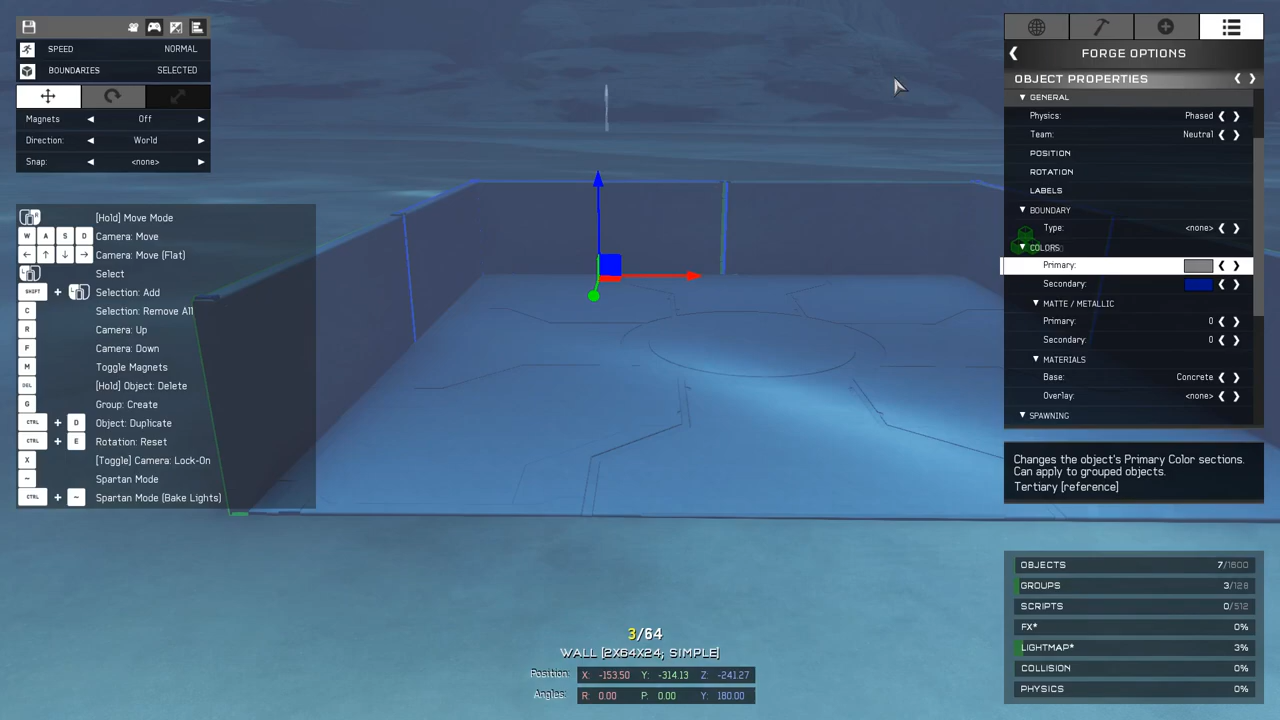 SPEED NORMAL
BOUNDARIES SELECTED
Magnets Off
Direction: World
Snap: <none>
[Hold] Move Mode
W A S D Camera: Move
Camera: Move (Flat)
Select
SHIFT + Selection: Add
C Selection: Remove All
R Camera: Up
F Camera: Down
M Toggle Magnets
DEL [Hold] Object: Delete
G Group: Create
CTRL + D Object: Duplicate
CTRL + E Rotation: Reset
X [Toggle] Camera: Lock-On
~ Spartan Mode
CTRL + ~ Spartan Mode (Bake Lights)
3/64
WALL [2X64X24; SIMPLE]
Position: X: -153.50 Y: -314.13 Z: -241.27
Angles: R: 0.00 P: 0.00 Y: 180.00
FORGE OPTIONS
OBJECT PROPERTIES
GENERAL
Physics: Phased
Team: Neutral
POSITION
ROTATION
LABELS
BOUNDARY
Type: <none>
COLORS
Primary:
Secondary:
MATTE / METALLIC
Primary: 0
Secondary: 0
MATERIALS
Base: Concrete
Overlay: <none>
SPAWNING
Changes the object's Primary Color sections.
Can apply to grouped objects.
Tertiary [reference]
OBJECTS 7/1600
GROUPS 3/128
SCRIPTS 0/512
FX* 0%
LIGHTMAP* 3%
COLLISION 0%
PHYSICS 0%